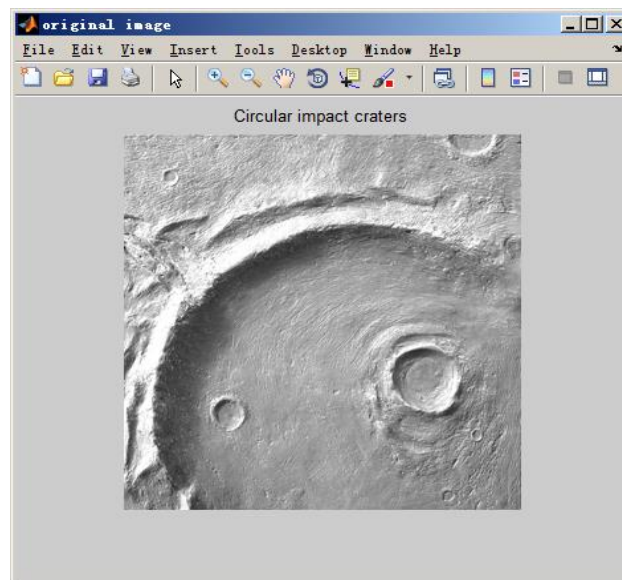 original image
File Edit View Insert Tools Desktop Window Help
Circular impact craters